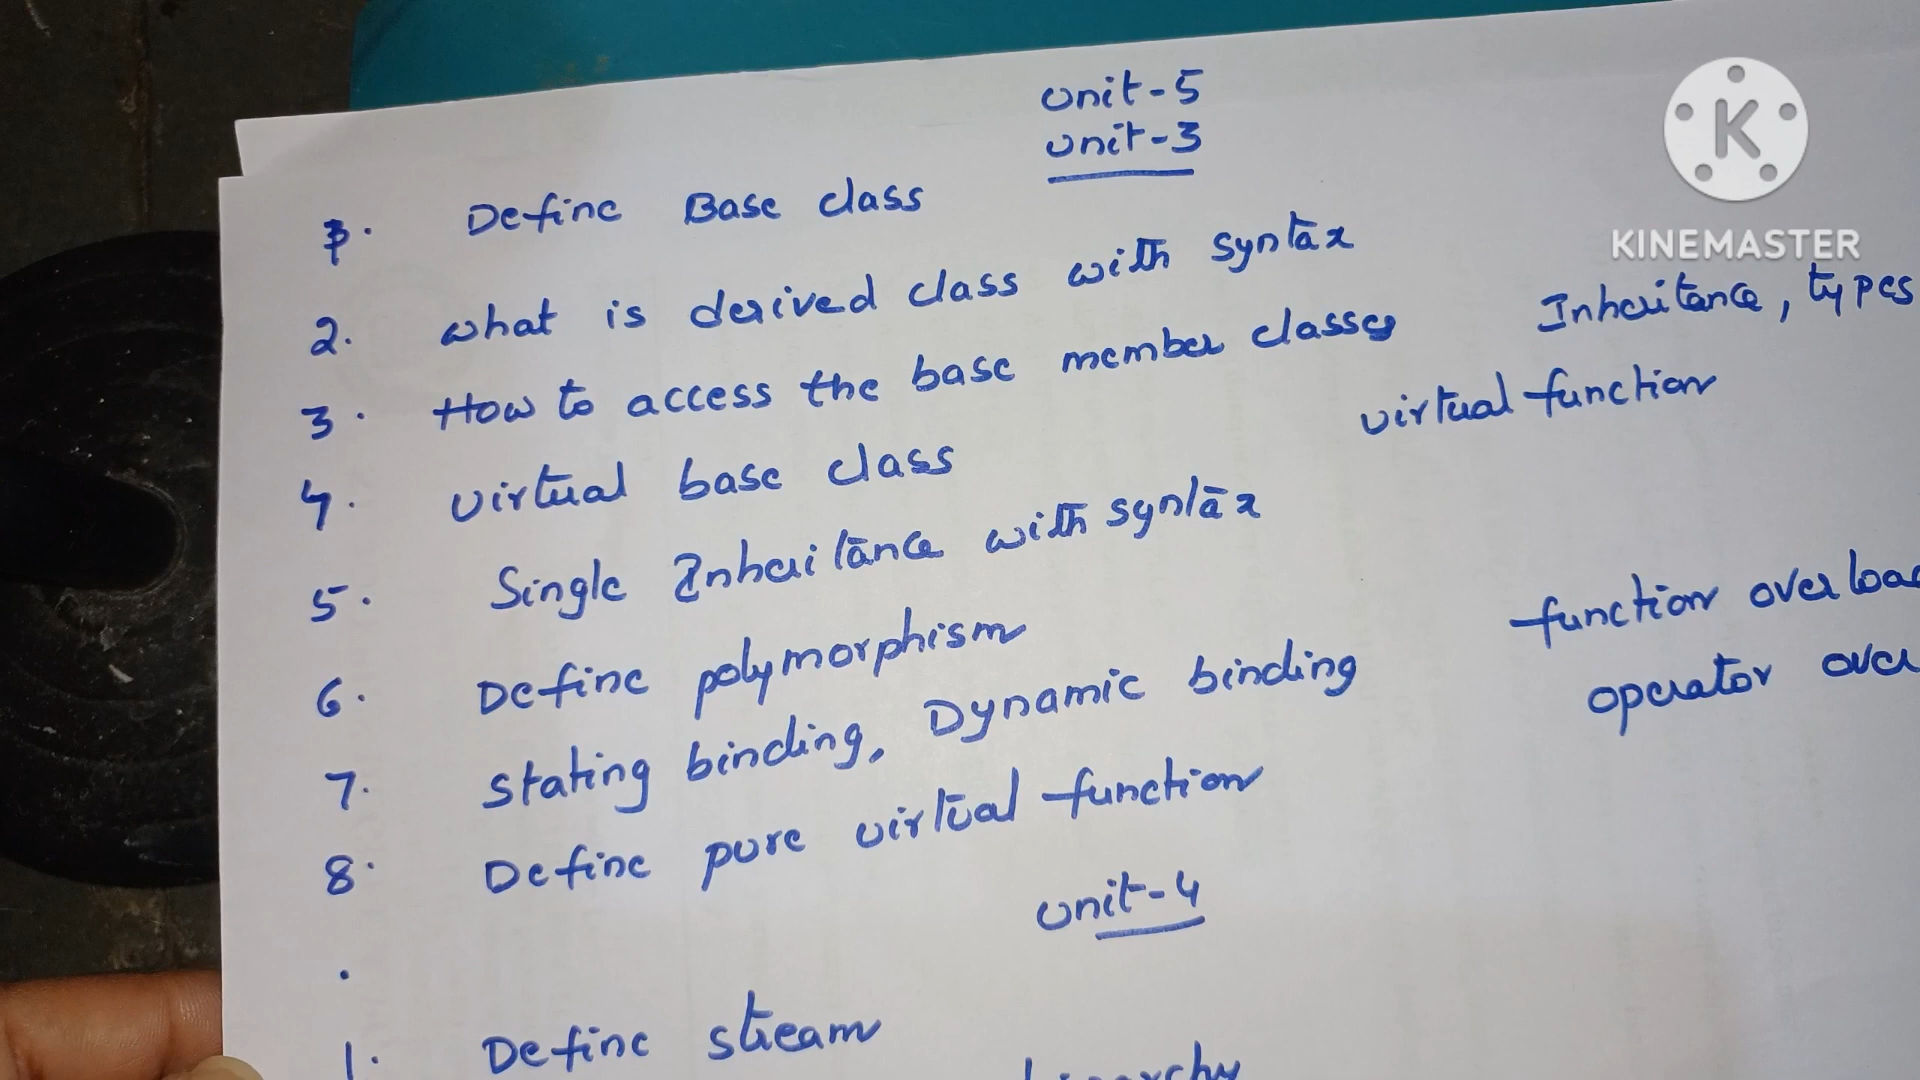 Unit-5
Unit-3
1. Define Base class
2. what is derived class with syntax
3. How to access the base member classes
Inheritance, types
4. virtual base class
virtual function
5. Single Inheritance with syntax
6. Define polymorphism
function overload
7. stating binding, Dynamic binding
operator over
8. Define pure virtual function
Unit-4
1. Define stream
K
KINEMASTER